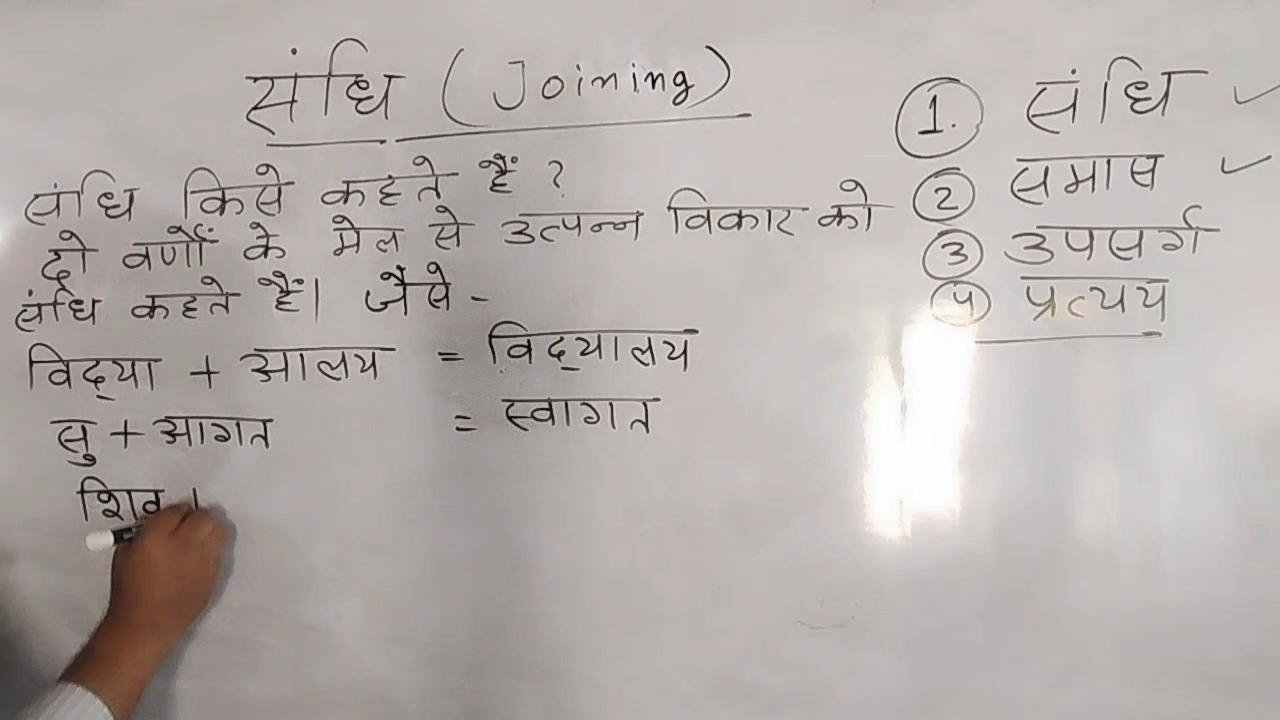 संधि (Joining)
संधि किसे कहते हैं ?
दो वर्णों के मेल से उत्पन्न विकार को
संधि कहते हैं। जैसे -
विद्‌या + आलय = विद्‌यालय
सु + आगत = स्वागत
शिव +
1. संधि ✓
2 समास ✓
3 उपसर्ग
4 प्रत्यय